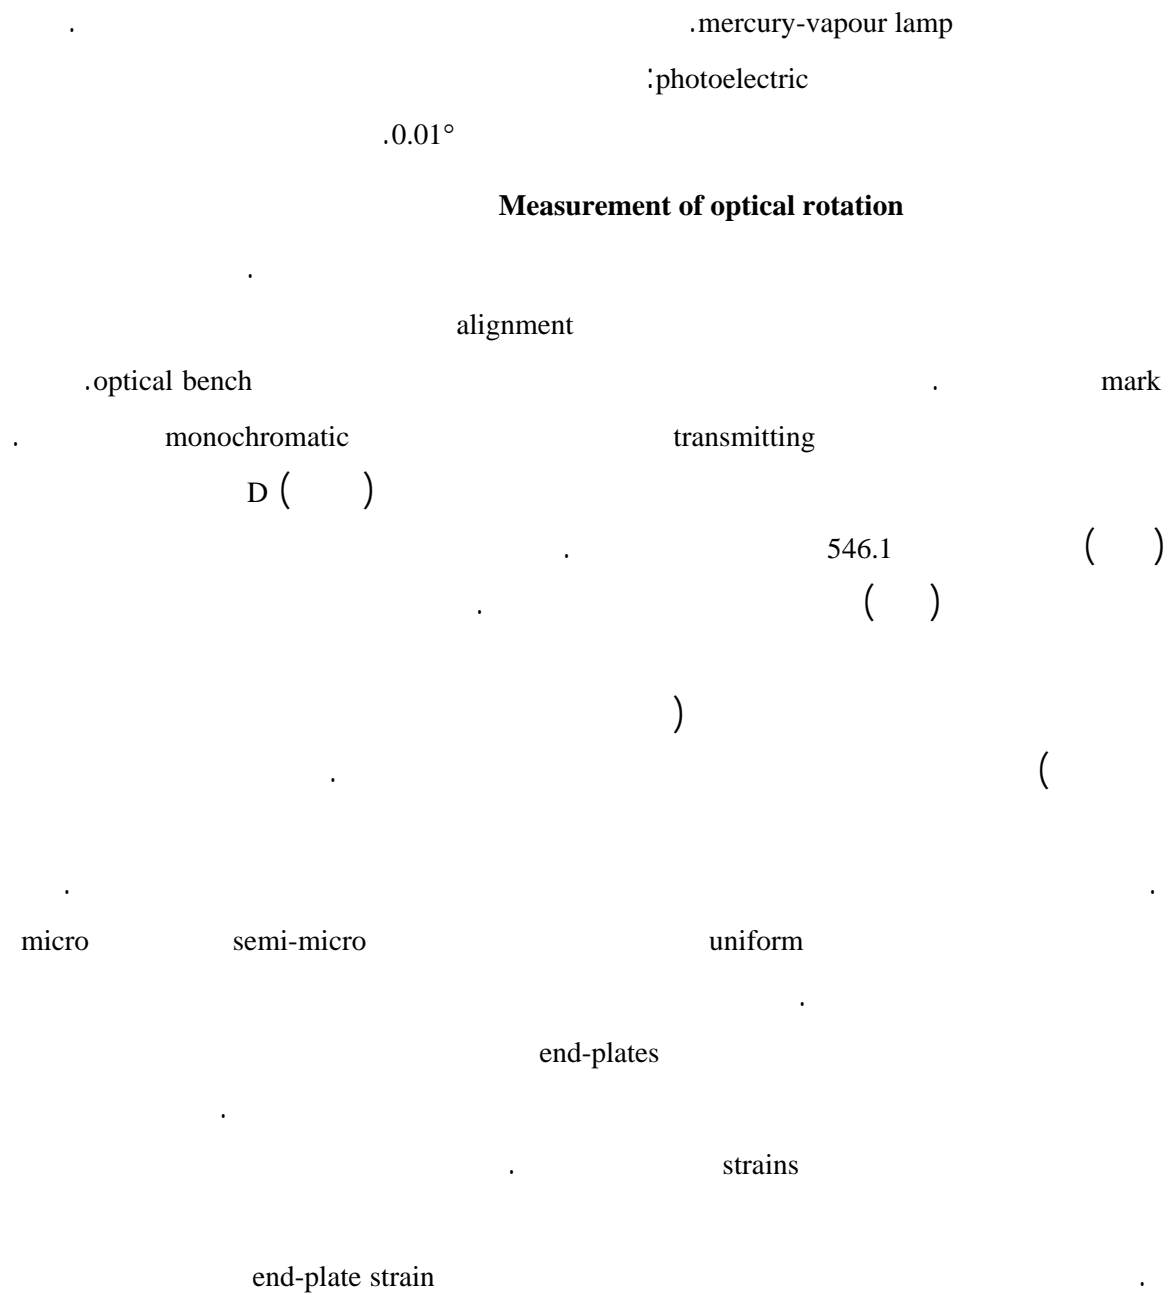 .mercury-vapour lamp .
:photoelectric
.0.01°
Measurement of optical rotation
.
alignment
mark . .optical bench
transmitting monochromatic .
( ) D
( ) 546.1 .
( ) .
(
) .
. .
uniform semi-micro micro
.
end-plates
.
strains .
. end-plate strain